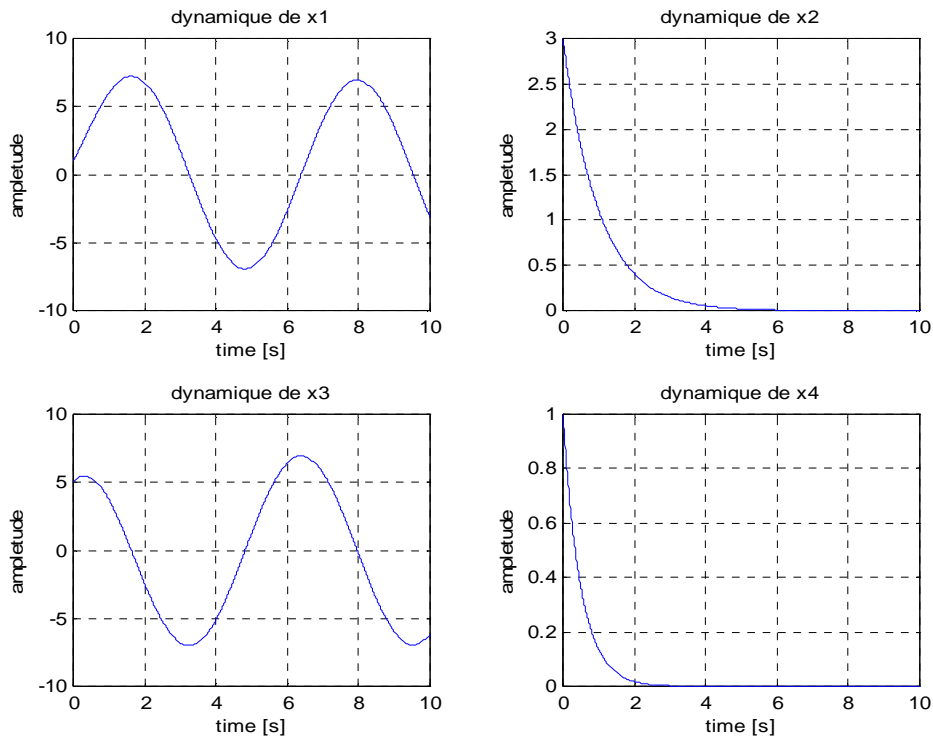 dynamique de x1
10
5
0
-5
-10
ampletude
0 2 4 6 8 10
time [s]
dynamique de x2
3
2.5
2
1.5
1
0.5
0
ampletude
0 2 4 6 8 10
time [s]
dynamique de x3
10
5
0
-5
-10
ampletude
0 2 4 6 8 10
time [s]
dynamique de x4
1
0.8
0.6
0.4
0.2
0
ampletude
0 2 4 6 8 10
time [s]